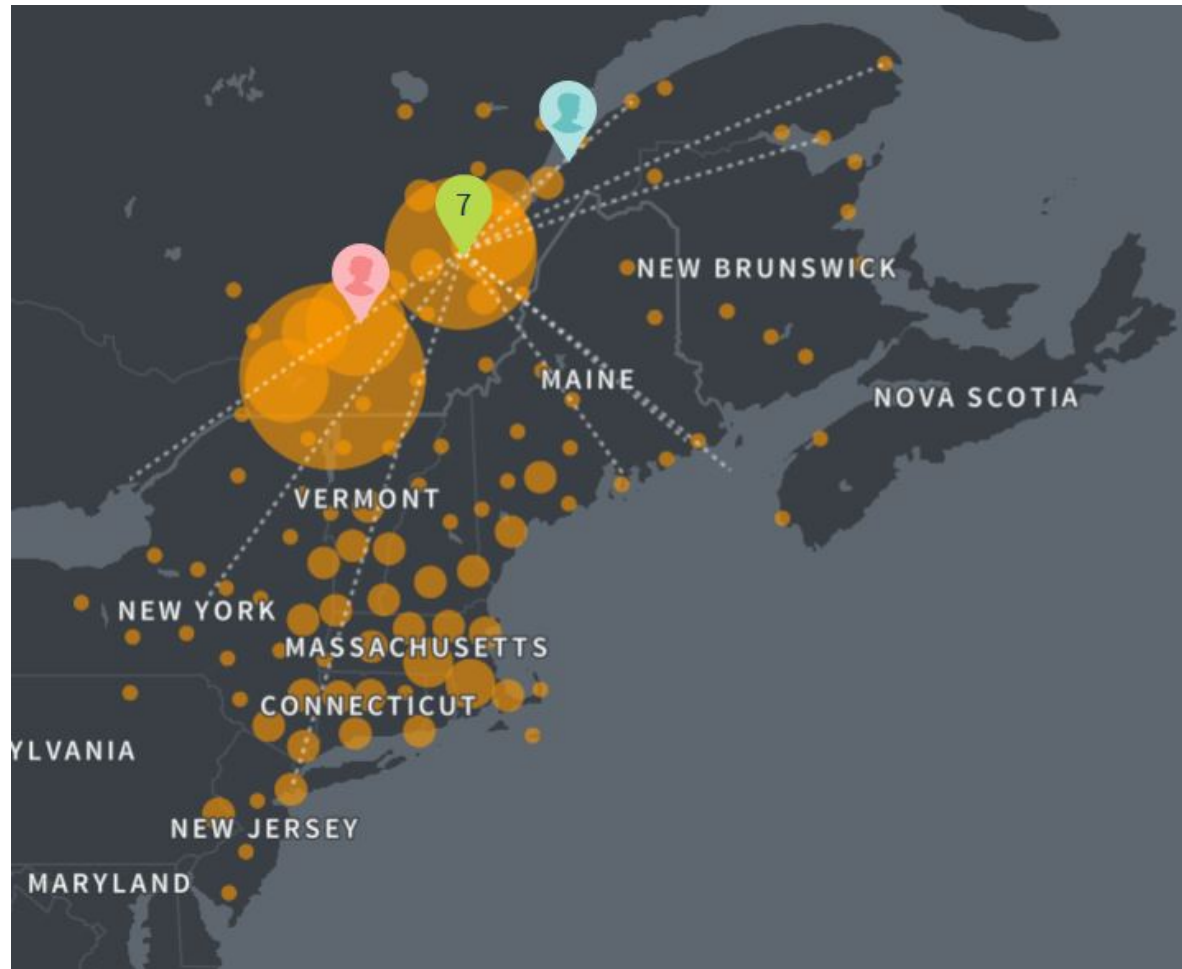 7
NEW BRUNSWICK
MAINE
NOVA SCOTIA
VERMONT
NEW YORK
MASSACHUSETTS
CONNECTICUT
YLVANIA
NEW JERSEY
MARYLAND